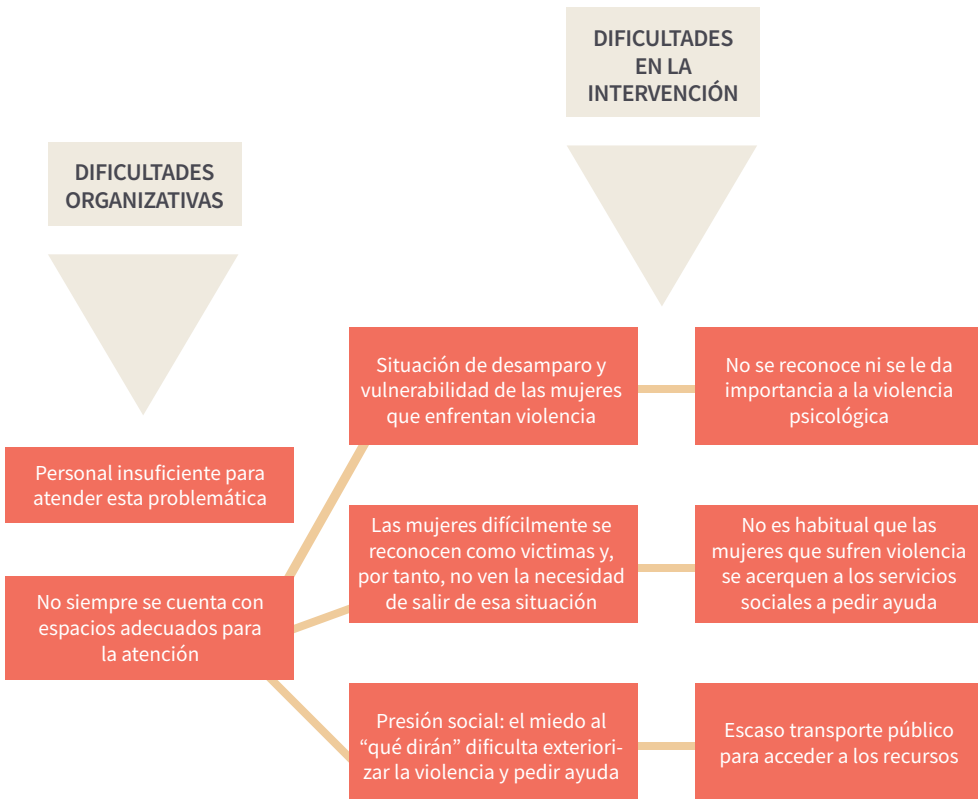 DIFICULTADES
ORGANIZATIVAS
Personal insuficiente para
atender esta problemática
No siempre se cuenta con
espacios adecuados para
la atención
DIFICULTADES
EN LA
INTERVENCIÓN
Situación de desamparo y
vulnerabilidad de las mujeres
que enfrentan violencia
No se reconoce ni se le da
importancia a la violencia
psicológica
Las mujeres difícilmente se
reconocen como victimas y,
por tanto, no ven la necesidad
de salir de esa situación
No es habitual que las
mujeres que sufren violencia
se acerquen a los servicios
sociales a pedir ayuda
Presión social: el miedo al
“qué dirán” dificulta exteriori-
zar la violencia y pedir ayuda
Escaso transporte público
para acceder a los recursos